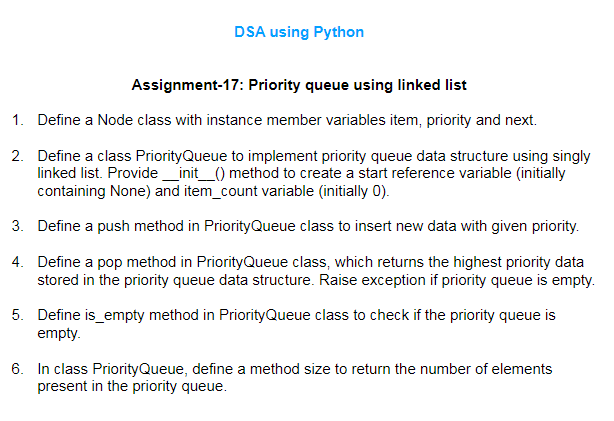 DSA using Python
Assignment-17: Priority queue using linked list
1. Define a Node class with instance member variables item, priority and next.
2. Define a class PriorityQueue to implement priority queue data structure using singly
linked list. Provide __init__() method to create a start reference variable (initially
containing None) and item_count variable (initially 0).
3. Define a push method in PriorityQueue class to insert new data with given priority.
4. Define a pop method in PriorityQueue class, which returns the highest priority data
stored in the priority queue data structure. Raise exception if priority queue is empty.
5. Define is_empty method in PriorityQueue class to check if the priority queue is
empty.
6. In class PriorityQueue, define a method size to return the number of elements
present in the priority queue.